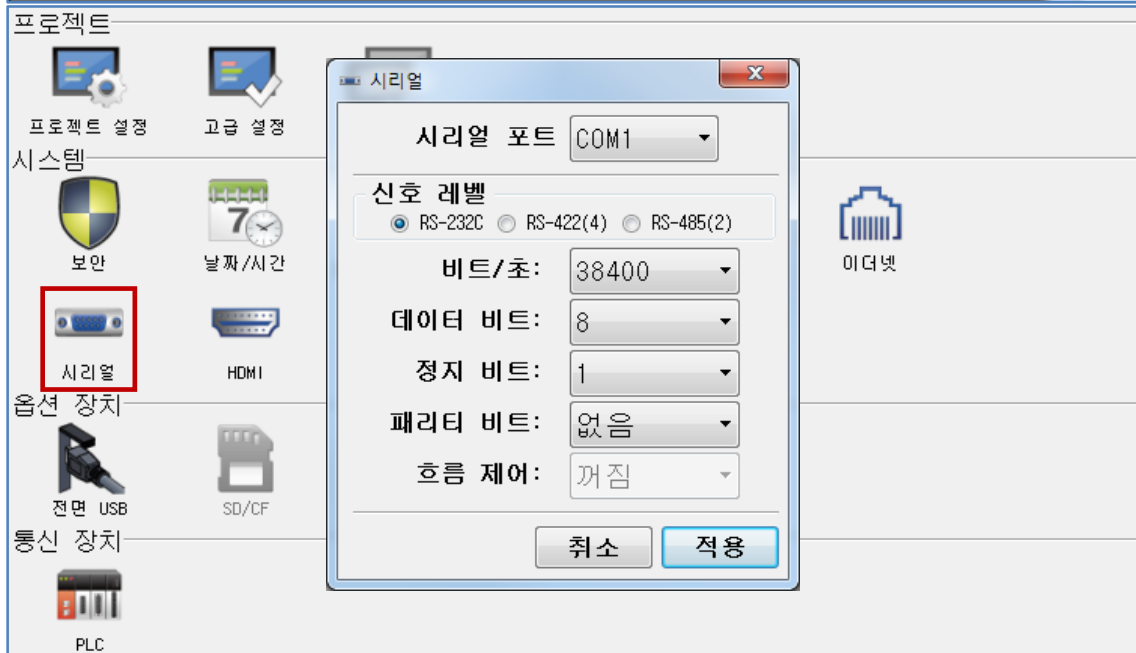 프로젝트
프로젝트 설정
고급 설정
시스템
보안
7
날짜/시간
이더넷
시리얼
HDMI
옵션 장치
전면 USB
SD/CF
통신 장치
PLC
시리얼
시리얼 포트 COM1
신호 레벨
RS-232C RS-422(4) RS-485(2)
비트/초: 38400
데이터 비트: 8
정지 비트: 1
패리티 비트: 없음
흐름 제어: 꺼짐
취소 적용